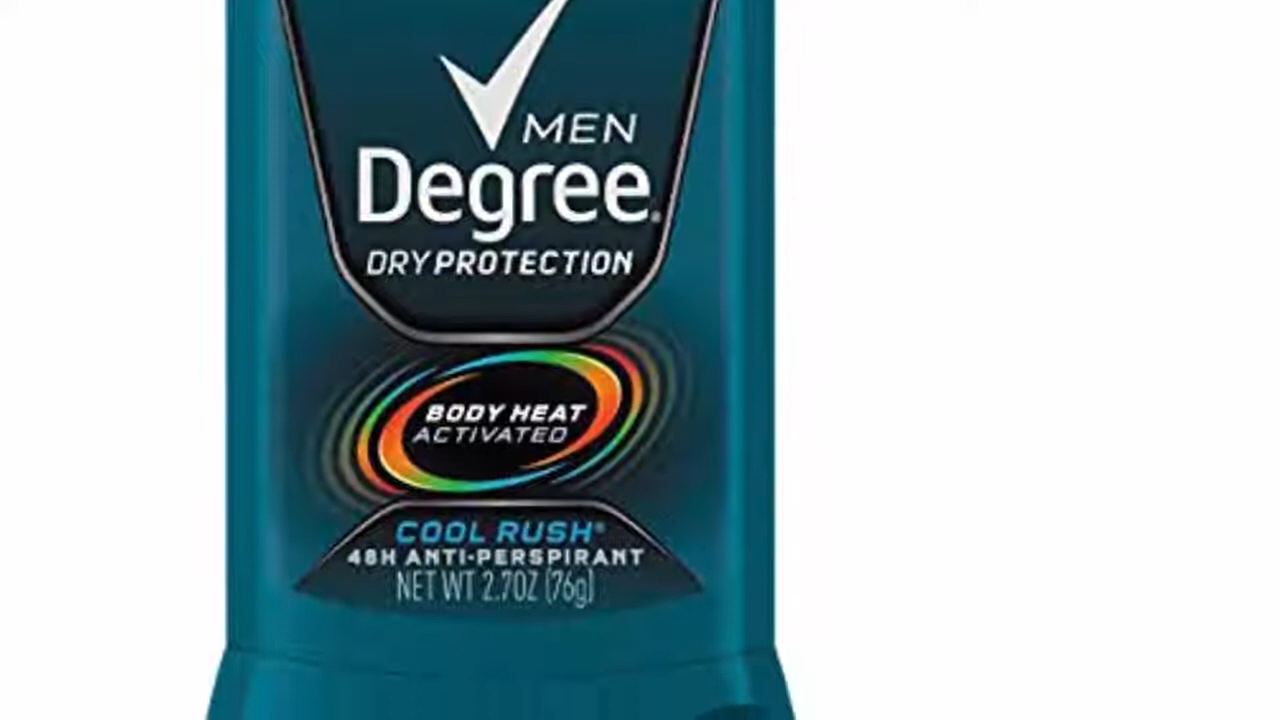 MEN
Degree®
DRY PROTECTION
BODY HEAT
ACTIVATED
COOL RUSH®
48H ANTI-PERSPIRANT
NET WT 2.7OZ (76g)